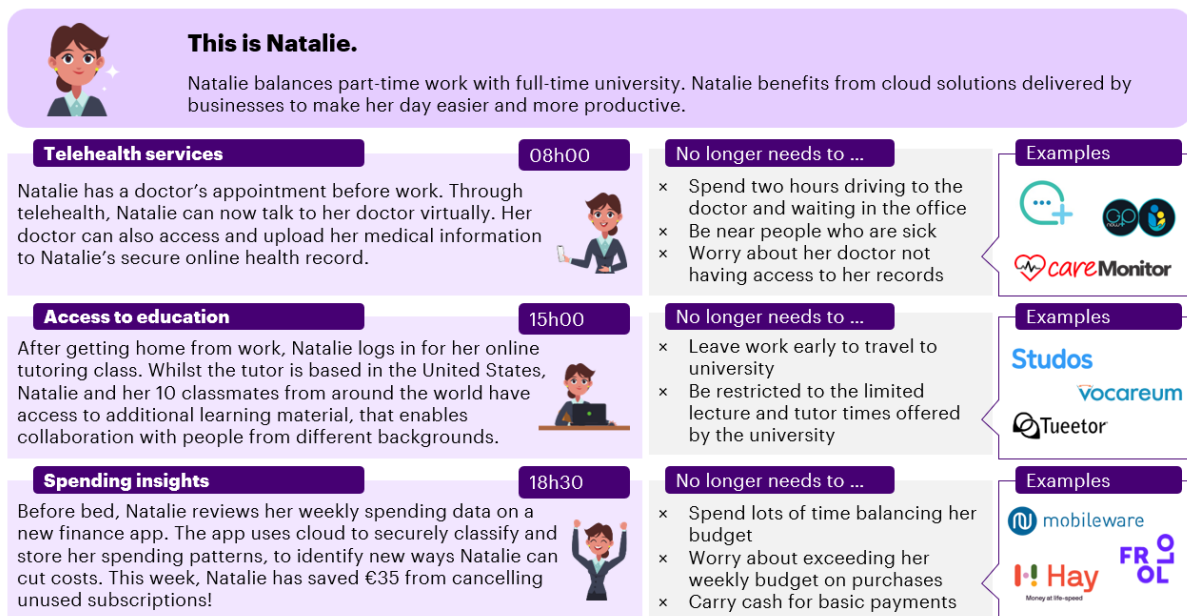 This is Natalie.
Natalie balances part-time work with full-time university. Natalie benefits from cloud solutions delivered by
businesses to make her day easier and more productive.
Telehealth services
08h00
Natalie has a doctor's appointment before work. Through
telehealth, Natalie can now talk to her doctor virtually. Her
doctor can also access and upload her medical information
to Natalie's secure online health record.
No longer needs to ...
× Spend two hours driving to the
doctor and waiting in the office
× Be near people who are sick
× Worry about her doctor not
having access to her records
Examples
GP
now+
careMonitor
Access to education
15h00
After getting home from work, Natalie logs in for her online
tutoring class. Whilst the tutor is based in the United States,
Natalie and her 10 classmates from around the world have
access to additional learning material, that enables
collaboration with people from different backgrounds.
No longer needs to ...
× Leave work early to travel to
university
× Be restricted to the limited
lecture and tutor times offered
by the university
Examples
Studos
vocareum
Tueetor
Spending insights
18h30
Before bed, Natalie reviews her weekly spending data on a
new finance app. The app uses cloud to securely classify and
store her spending patterns, to identify new ways Natalie can
cut costs. This week, Natalie has saved €35 from cancelling
unused subscriptions!
No longer needs to ...
× Spend lots of time balancing her
budget
× Worry about exceeding her
weekly budget on purchases
× Carry cash for basic payments
Examples
mobileware
Hay
Money at life-speed
FROLLO